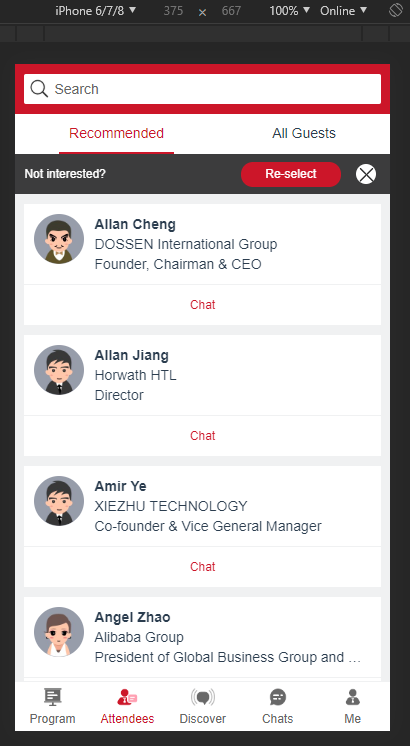 iPhone 6/7/8 ▼ 375 × 667 100% ▼ Online ▼
Search
Recommended All Guests
Not interested? Re-select
Allan Cheng
DOSSEN International Group
Founder, Chairman & CEO
Chat
Allan Jiang
Horwath HTL
Director
Chat
Amir Ye
XIEZHU TECHNOLOGY
Co-founder & Vice General Manager
Chat
Angel Zhao
Alibaba Group
President of Global Business Group and …
Program Attendees Discover Chats Me